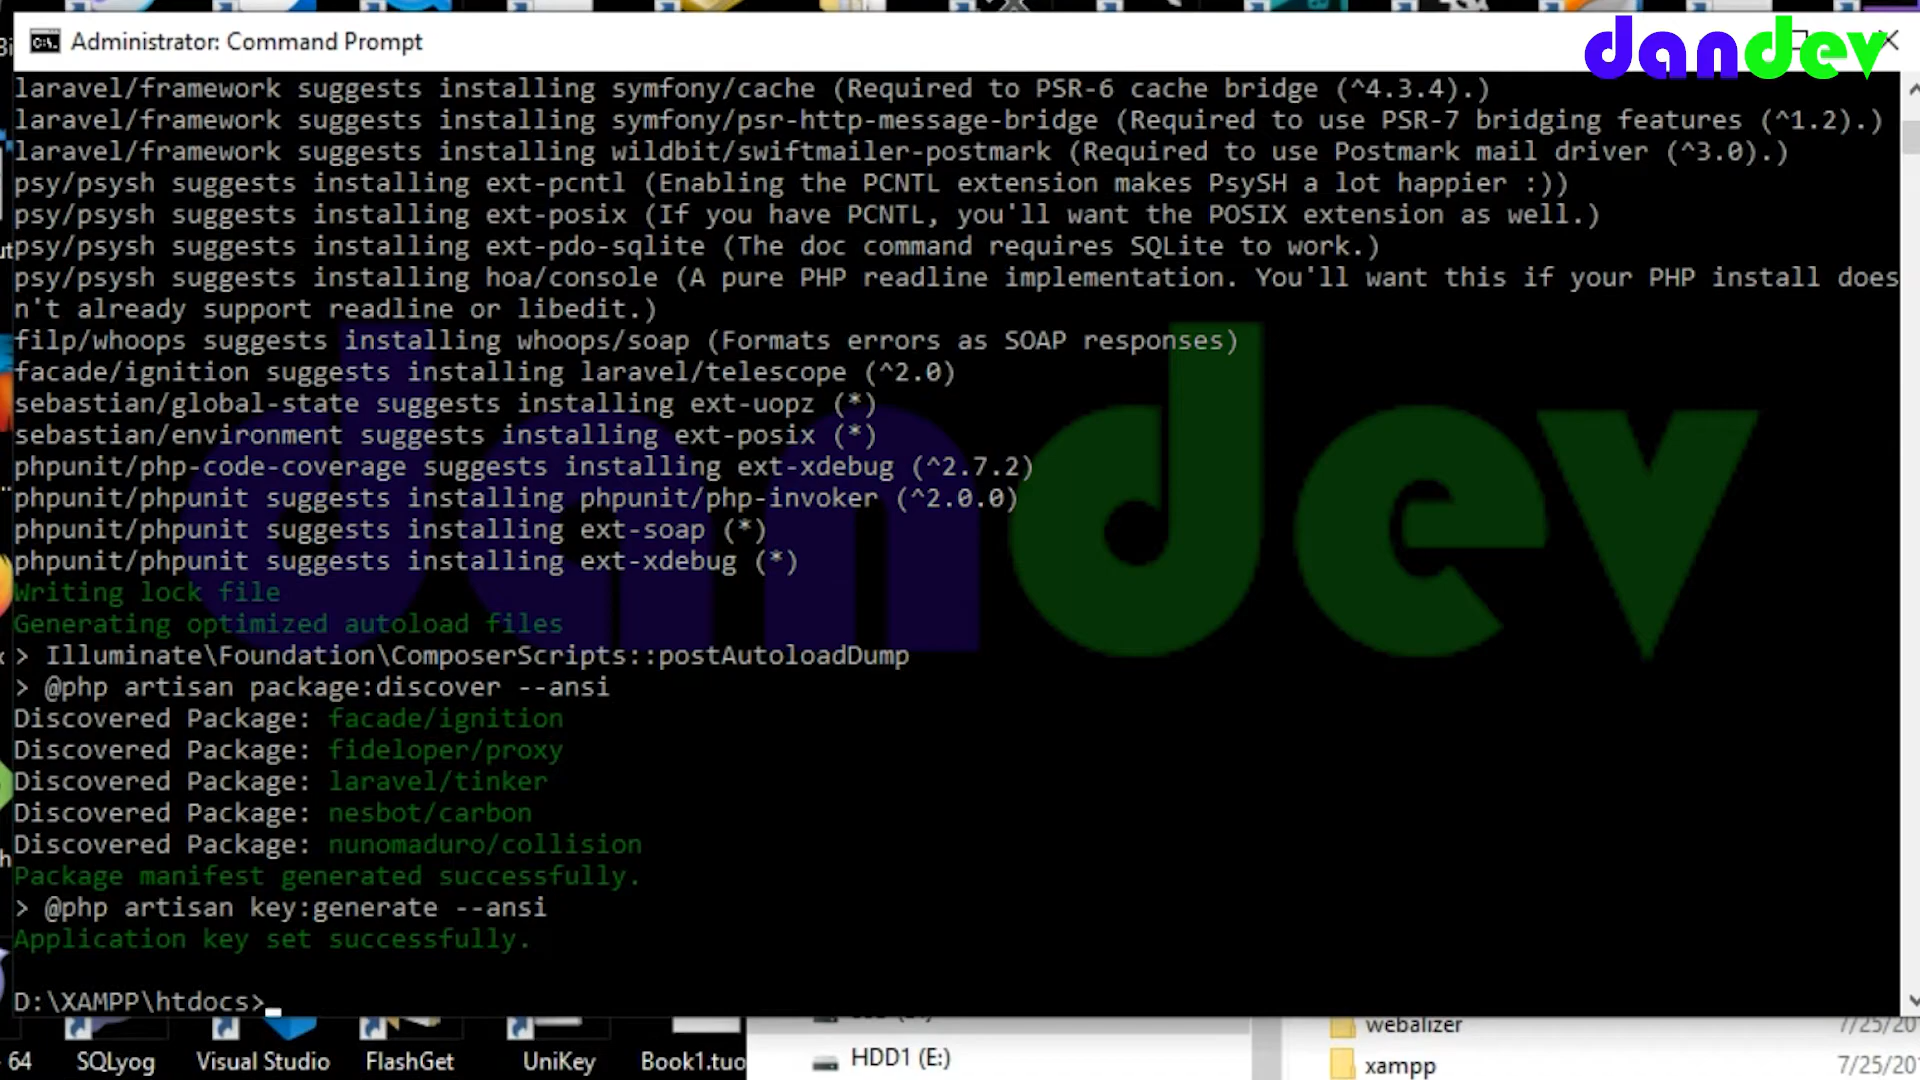 Administrator: Command Prompt
dandev
laravel/framework suggests installing symfony/cache (Required to PSR-6 cache bridge (^4.3.4).)
laravel/framework suggests installing symfony/psr-http-message-bridge (Required to use PSR-7 bridging features (^1.2).)
laravel/framework suggests installing wildbit/swiftmailer-postmark (Required to use Postmark mail driver (^3.0).)
psy/psysh suggests installing ext-pcntl (Enabling the PCNTL extension makes PsySH a lot happier :))
psy/psysh suggests installing ext-posix (If you have PCNTL, you'll want the POSIX extension as well.)
psy/psysh suggests installing ext-pdo-sqlite (The doc command requires SQLite to work.)
psy/psysh suggests installing hoa/console (A pure PHP readline implementation. You'll want this if your PHP install does
n't already support readline or libedit.)
filp/whoops suggests installing whoops/soap (Formats errors as SOAP responses)
facade/ignition suggests installing laravel/telescope (^2.0)
sebastian/global-state suggests installing ext-uopz (*)
sebastian/environment suggests installing ext-posix (*)
phpunit/php-code-coverage suggests installing ext-xdebug (^2.7.2)
phpunit/phpunit suggests installing phpunit/php-invoker (^2.0.0)
phpunit/phpunit suggests installing ext-soap (*)
phpunit/phpunit suggests installing ext-xdebug (*)
dandev
Writing lock file
Generating optimized autoload files
> Illuminate\Foundation\ComposerScripts::postAutoloadDump
> @php artisan package:discover --ansi
Discovered Package: facade/ignition
Discovered Package: fideloper/proxy
Discovered Package: laravel/tinker
Discovered Package: nesbot/carbon
Discovered Package: nunomaduro/collision
Package manifest generated successfully.
> @php artisan key:generate --ansi
Application key set successfully.
D:\XAMPP\htdocs>
webalizer 7/25/20
64 SQLyog Visual Studio FlashGet UniKey Book1.tuo HDD1 (E:)
xampp 7/25/20